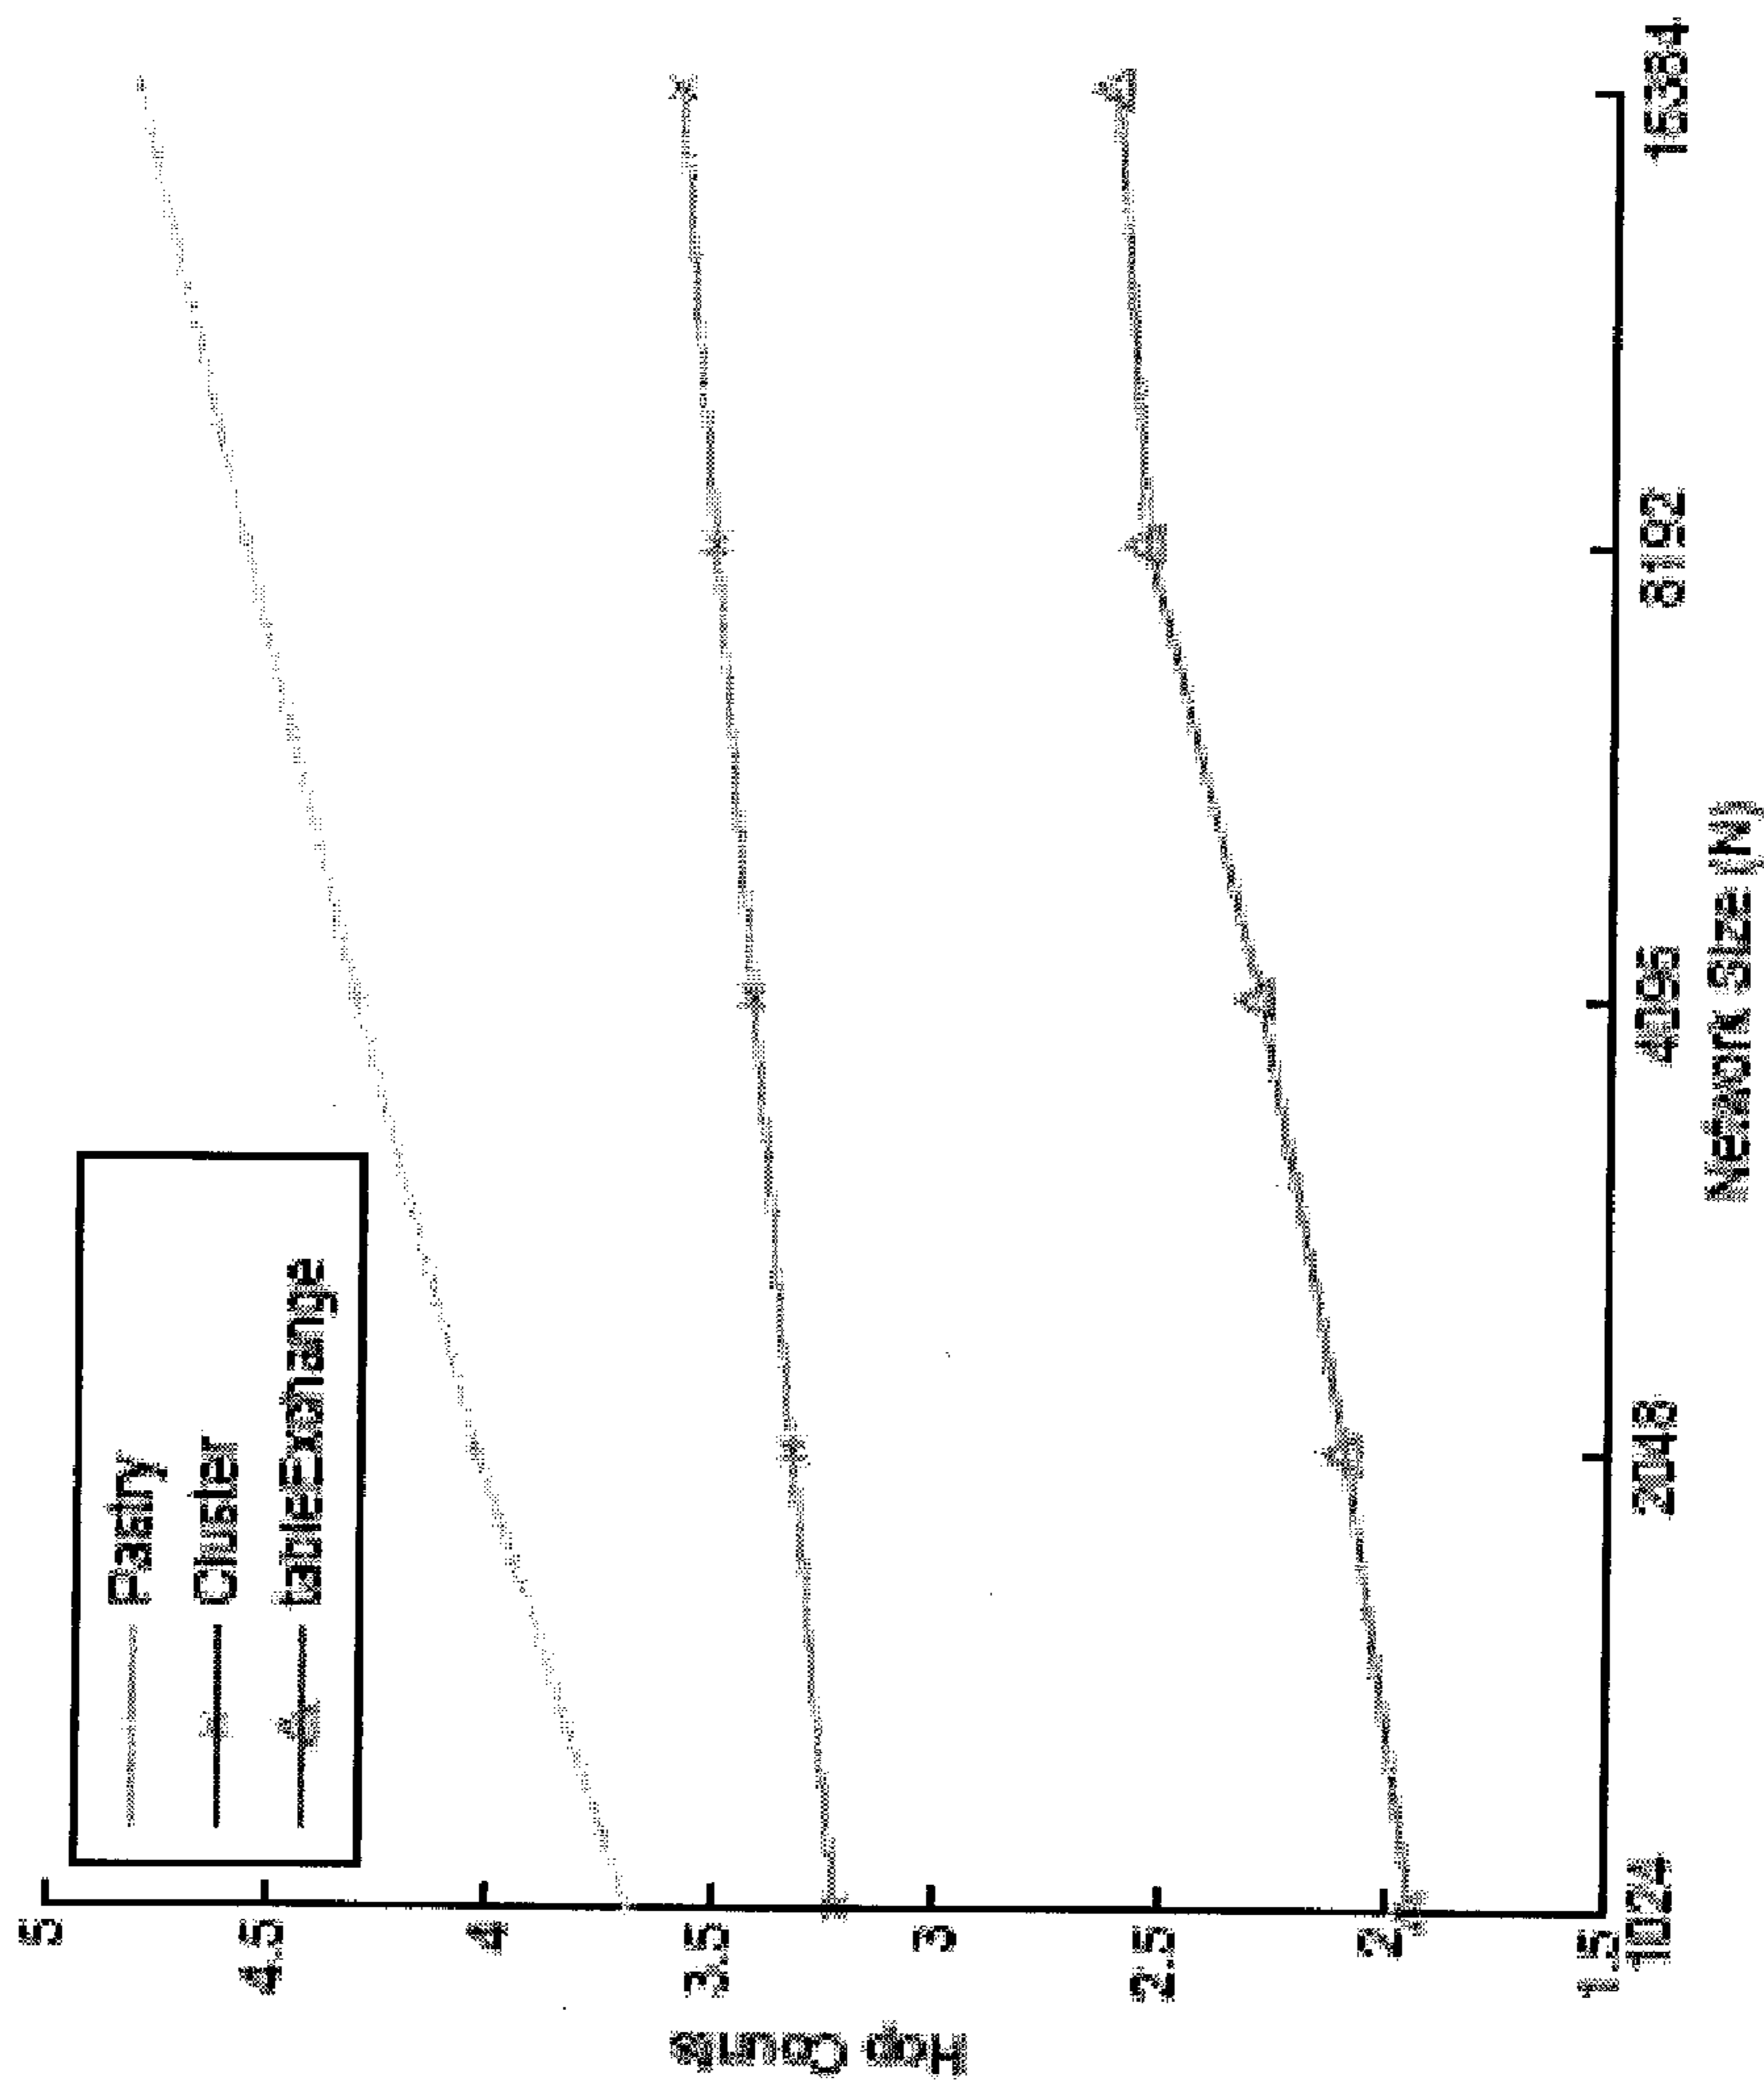 Pastry
Cluster
tableExchange
5
4.5
4
3.5
3
2.5
2
1.5
Hop Counts
1024
2048
4096
8192
16384
Network Size (N)